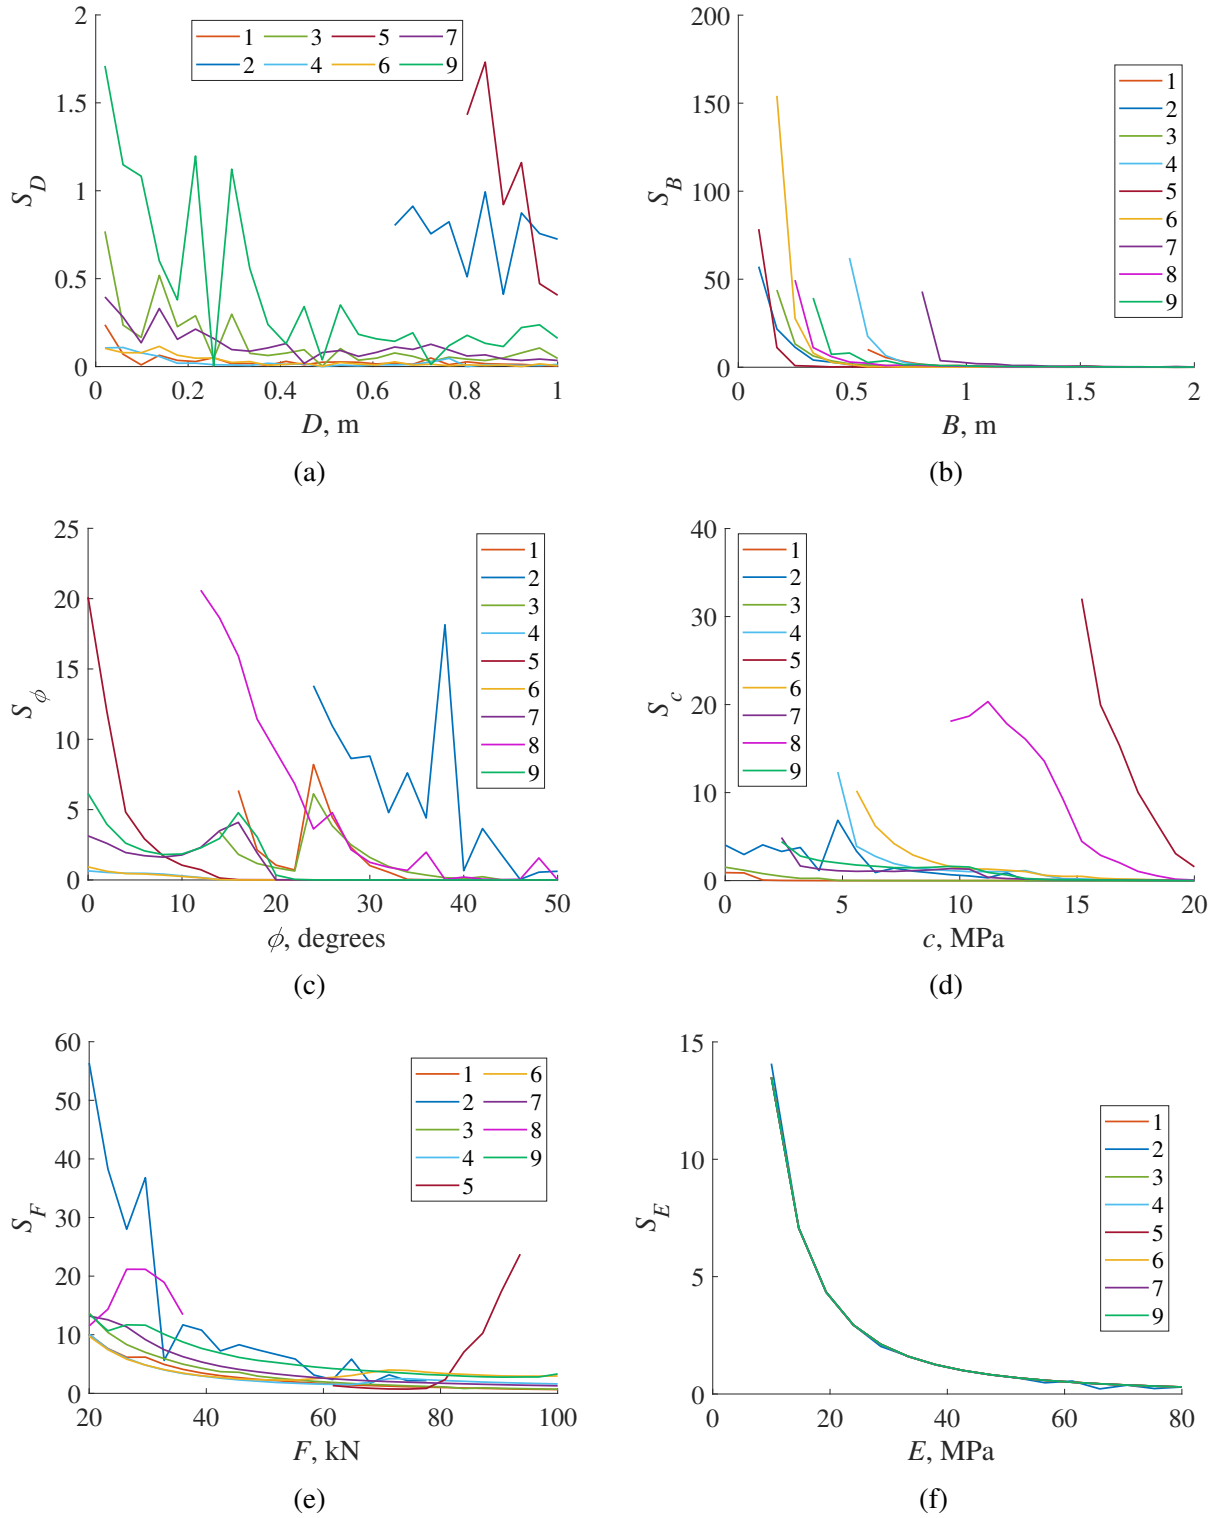 2
1.5
1
0.5
0
S_D
1 3 5 7
2 4 6 9
0 0.2 0.4 0.6 0.8 1
D, m
(a)
200
150
100
50
0
S_B
1
2
3
4
5
6
7
8
9
0 0.5 1 1.5 2
B, m
(b)
25
20
15
10
5
0
S_ϕ
1
2
3
4
5
6
7
8
9
0 10 20 30 40 50
ϕ, degrees
(c)
40
30
20
10
0
S_c
1
2
3
4
5
6
7
8
9
0 5 10 15 20
c, MPa
(d)
60
50
40
30
20
10
0
S_F
1 6
2 7
3 8
4 9
5
20 40 60 80 100
F, kN
(e)
15
10
5
0
S_E
1
2
3
4
5
6
7
9
0 20 40 60 80
E, MPa
(f)